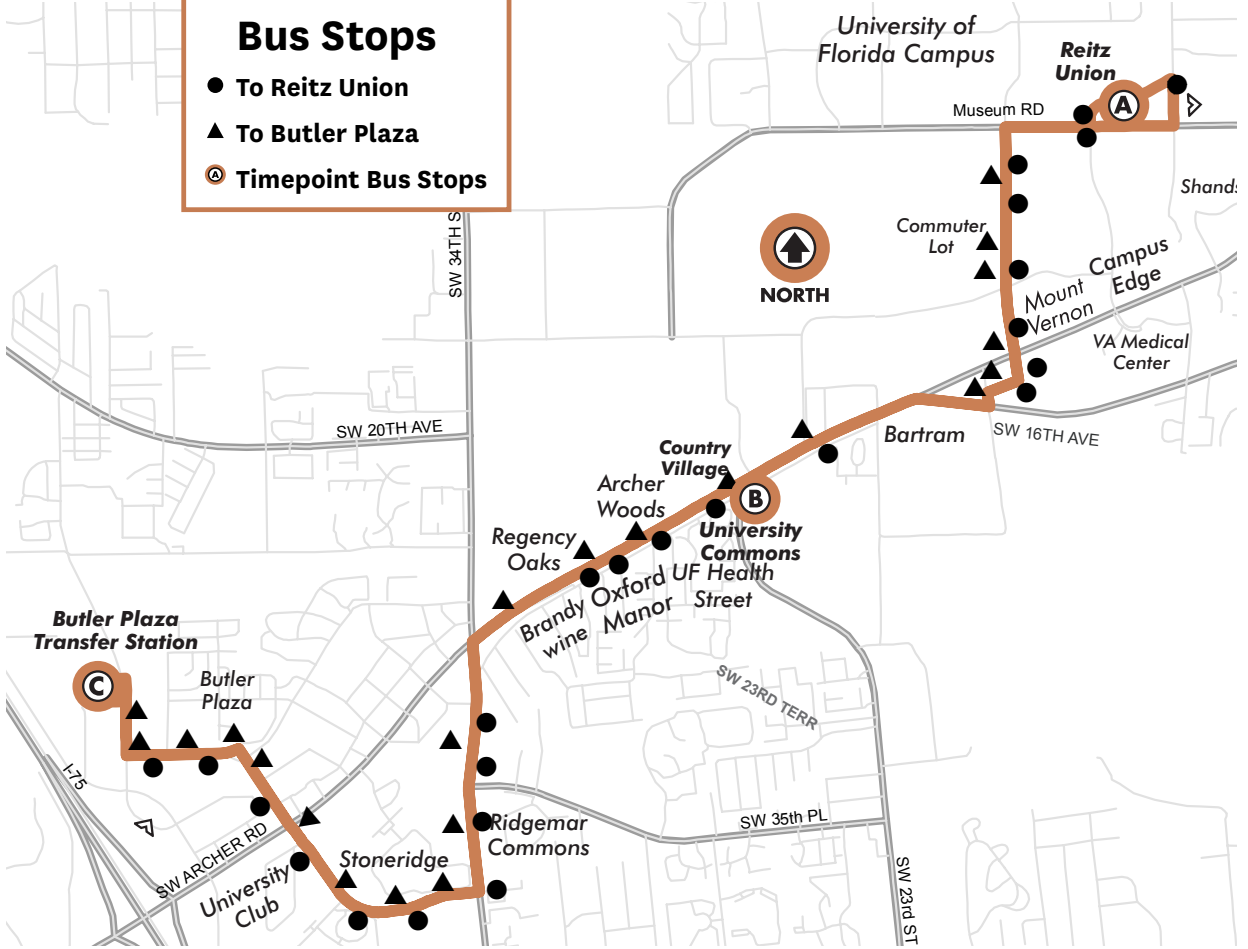 Bus Stops
To Reitz Union
To Butler Plaza
A
Timepoint Bus Stops
University of
Florida Campus
Reitz
Union
A
Museum RD
Shands
Commuter
Lot
Campus
Edge
Mount
Vernon
NORTH
VA Medical
Center
SW 34TH S
SW 20TH AVE
Bartram
SW 16TH AVE
Country
Village
B
Archer
Woods
University
Commons
Regency
Oaks
UF Health
Street
Oxford
Manor
Brandy
wine
Butler Plaza
Transfer Station
C
Butler
Plaza
SW 23RD TERR
I-75
SW ARCHER RD
SW 35th PL
Ridgemar
Commons
Stoneridge
University
Club
SW 23rd ST